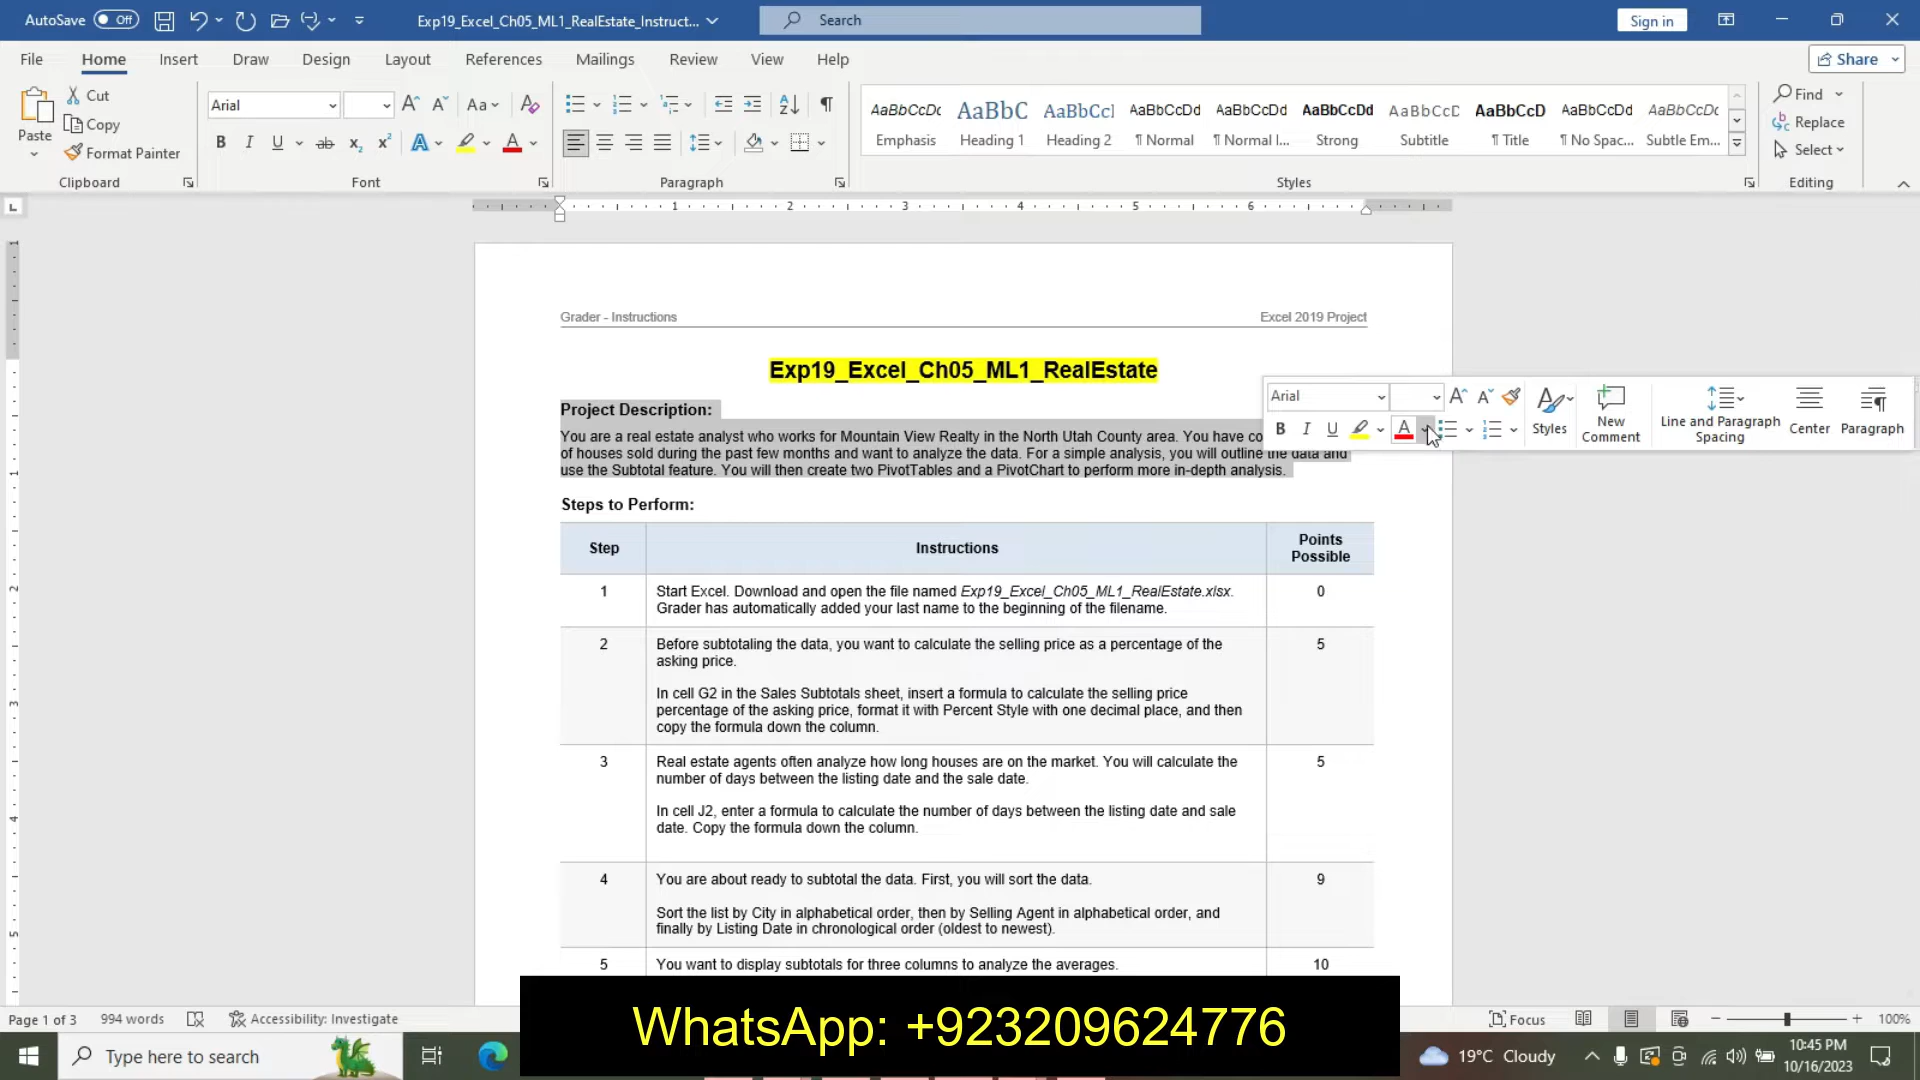 AutoSave Off Exp19_Excel_Ch05_ML1_RealEstate_Instruct... Search Sign in
File Home Insert Draw Design Layout References Mailings Review View Help Share
Paste Cut Copy Format Painter
Arial Aa
B I U ab x₂ x² A A
AaBbCcDc AaBbC AaBbCcI AaBbCcDd AaBbCcDd AaBbCcDd AaBbCcD AaBbCcD AaBbCcDd AaBbCcDc
Emphasis Heading 1 Heading 2 ¶ Normal ¶ Normal I... Strong Subtitle ¶ Title ¶ No Spac... Subtle Em...
Find
Replace
Select
Clipboard Font Paragraph Styles Editing
1 2 3 4 5 6
Grader - Instructions Excel 2019 Project
Exp19_Excel_Ch05_ML1_RealEstate
Arial
B I U A Styles New Comment Line and Paragraph Spacing Center Paragraph
Project Description:
You are a real estate analyst who works for Mountain View Realty in the North Utah County area. You have co
of houses sold during the past few months and want to analyze the data. For a simple analysis, you will outline the data and
use the Subtotal feature. You will then create two PivotTables and a PivotChart to perform more in-depth analysis.
Steps to Perform:
Step Instructions Points Possible
1 Start Excel. Download and open the file named Exp19_Excel_Ch05_ML1_RealEstate.xlsx. 0
Grader has automatically added your last name to the beginning of the filename.
2 Before subtotaling the data, you want to calculate the selling price as a percentage of the 5
asking price.
In cell G2 in the Sales Subtotals sheet, insert a formula to calculate the selling price
percentage of the asking price, format it with Percent Style with one decimal place, and then
copy the formula down the column.
3 Real estate agents often analyze how long houses are on the market. You will calculate the 5
number of days between the listing date and the sale date.
In cell J2, enter a formula to calculate the number of days between the listing date and sale
date. Copy the formula down the column.
4 You are about ready to subtotal the data. First, you will sort the data. 9
Sort the list by City in alphabetical order, then by Selling Agent in alphabetical order, and
finally by Listing Date in chronological order (oldest to newest).
5 You want to display subtotals for three columns to analyze the averages. 10
WhatsApp: +923209624776
Page 1 of 3 994 words Accessibility: Investigate Focus 100%
Type here to search 19°C Cloudy 10:45 PM
10/16/2023